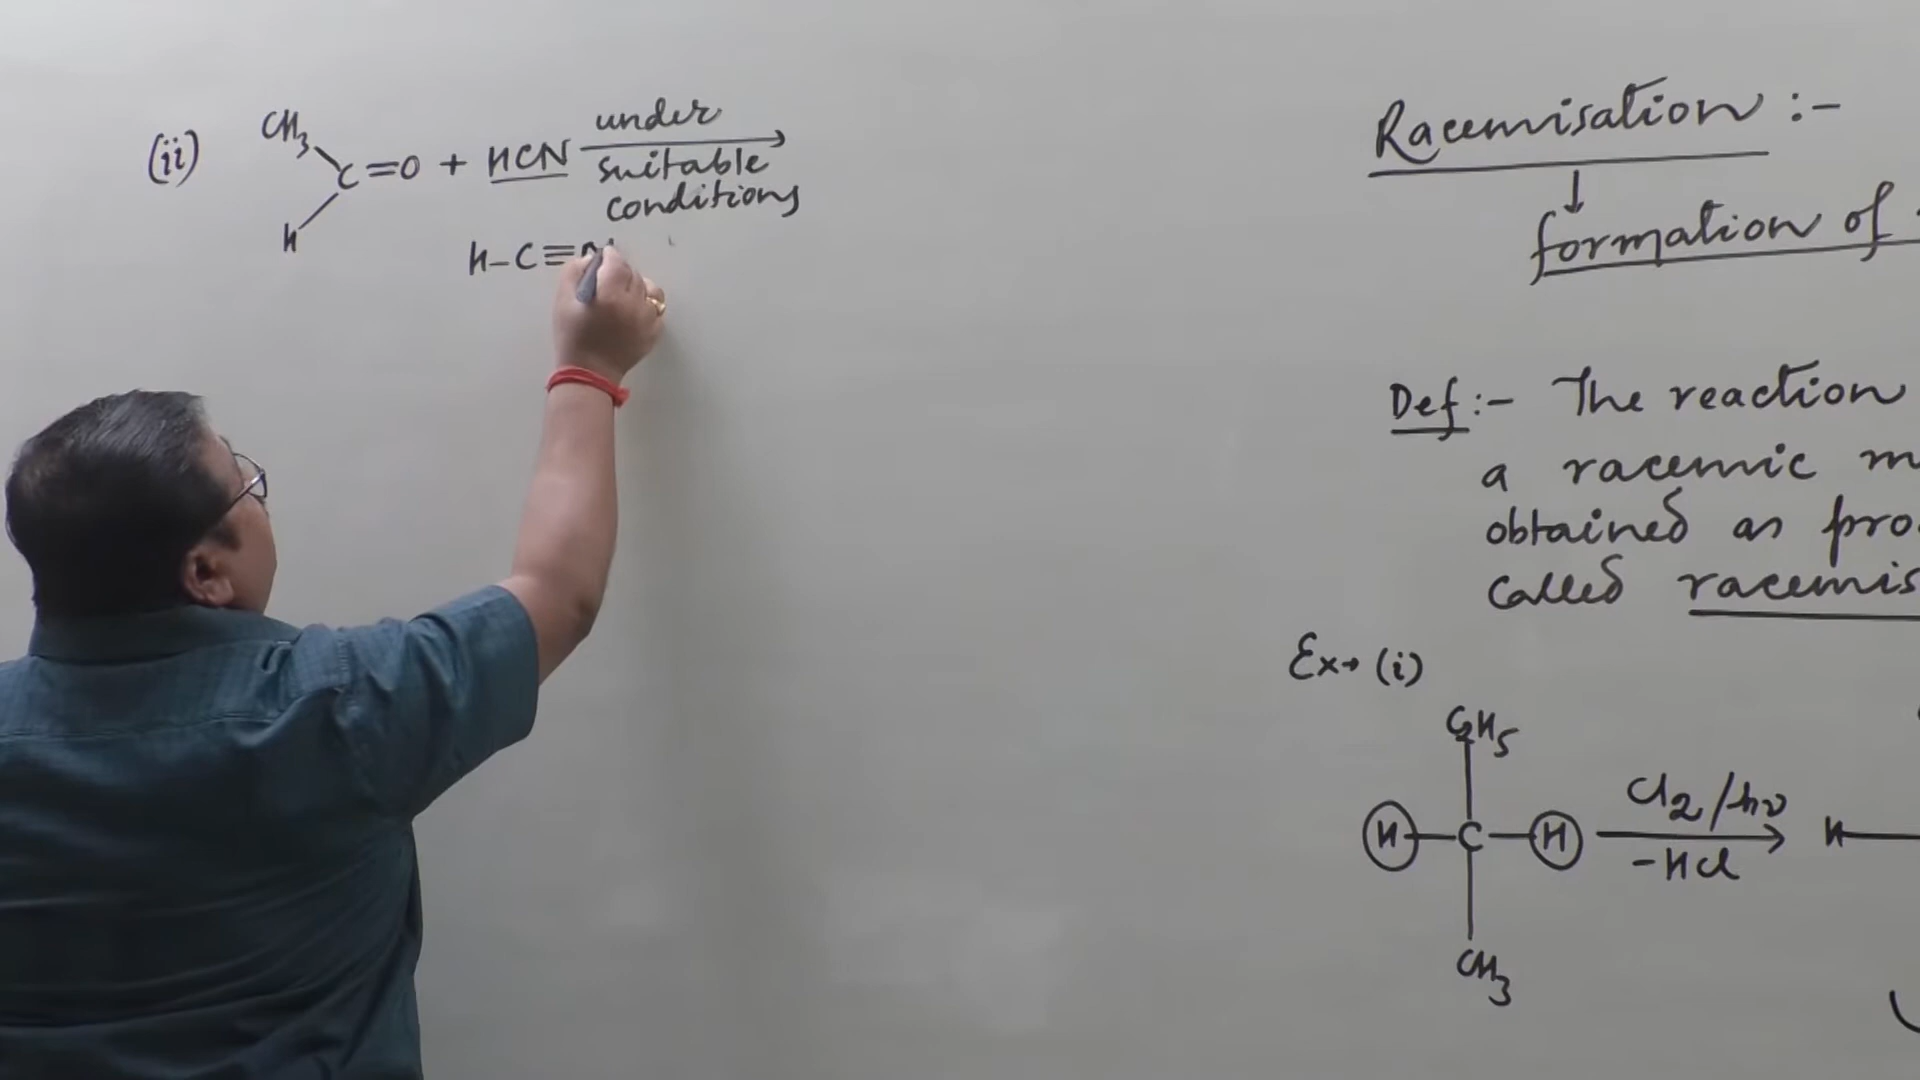 (ii) CH3 C=O + HCN under
suitable
conditions
H
H-C≡N
Racemisation :-
formation of
Def:- The reaction
a racemic
obtained as
called
Ex→ (i)
C2H5
H C H Cl2/hν H
-HCl
CH3